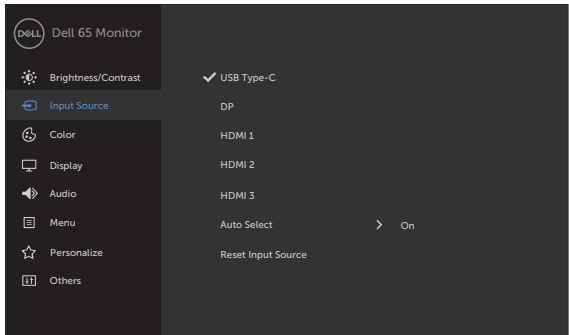 DELL Dell 65 Monitor
Brightness/Contrast
Input Source
Color
Display
Audio
Menu
Personalize
Others
USB Type-C
DP
HDMI 1
HDMI 2
HDMI 3
Auto Select > On
Reset Input Source